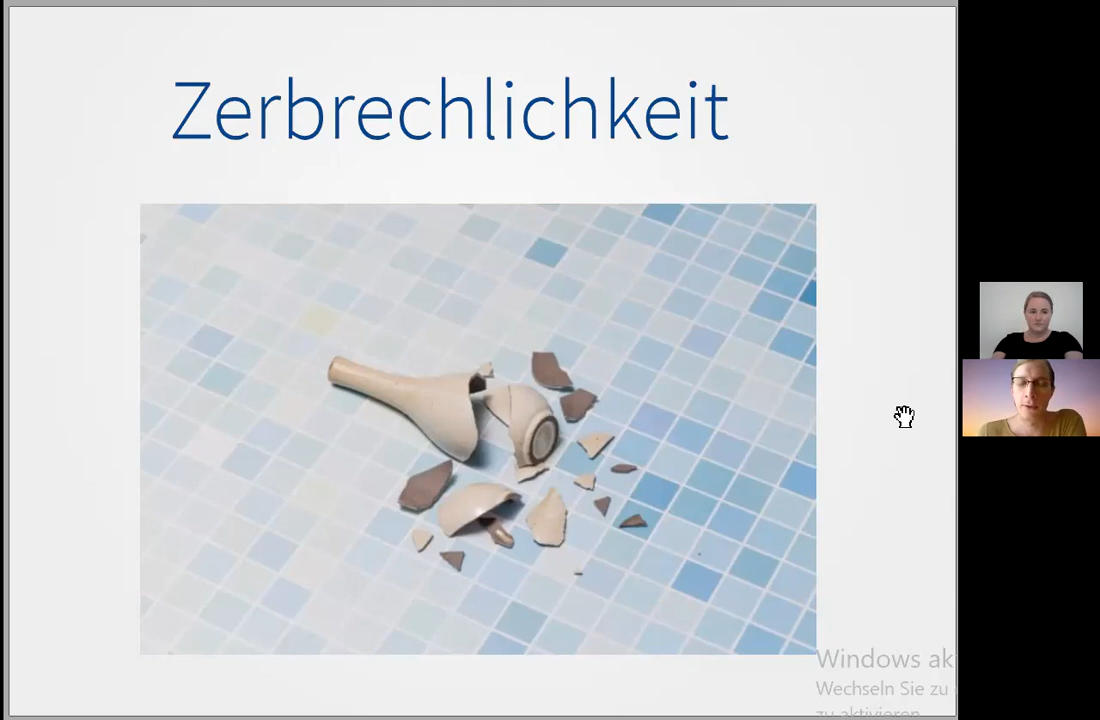 Zerbrechlichkeit
Windows ak
Wechseln Sie zu
zu aktivieren